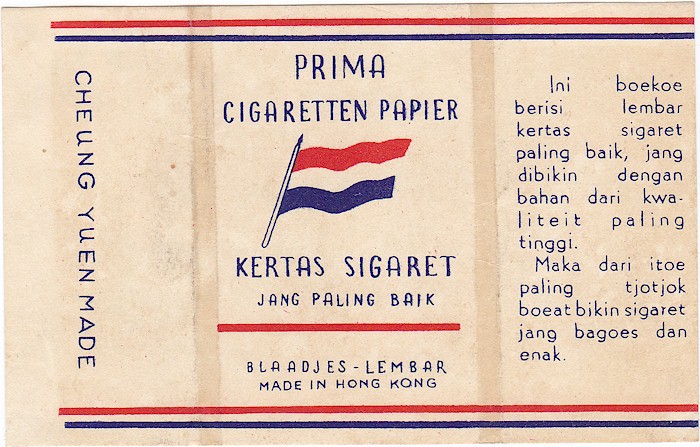 CHEUNG YUEN MADE
PRIMA
CIGARETTEN PAPIER
KERTAS SIGARET
JANG PALING BAIK
BLAADJES - LEMBAR
MADE IN HONG KONG
Ini boekoe
berisi lembar
kertas sigaret
paling baik, jang
dibikin dengan
bahan dari kwa-
liteit paling
tinggi.
Maka dari itoe
paling tjotjok
boeat bikin sigaret
jang bagoes dan
enak.